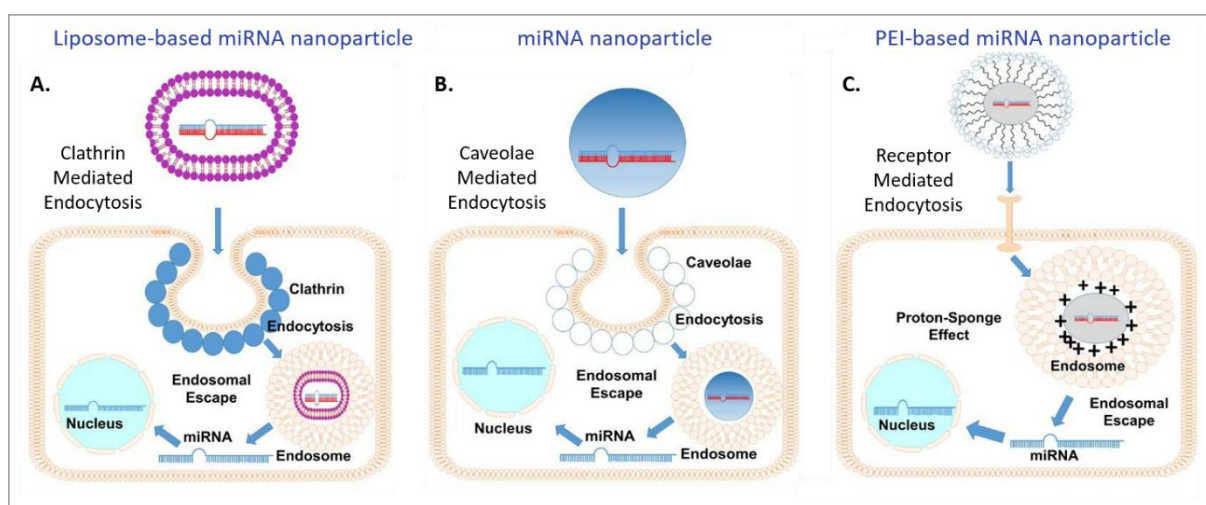 Liposome-based miRNA nanoparticle
A.
Clathrin
Mediated
Endocytosis
Clathrin
Endocytosis
Endosomal
Escape
Nucleus
miRNA
Endosome
miRNA nanoparticle
B.
Caveolae
Mediated
Endocytosis
Caveolae
Endocytosis
Endosomal
Escape
Nucleus
miRNA
Endosome
PEI-based miRNA nanoparticle
C.
Receptor
Mediated
Endocytosis
Proton-Sponge
Effect
+ + + + + + + + + + + +
Endosome
Endosomal
Escape
Nucleus
miRNA